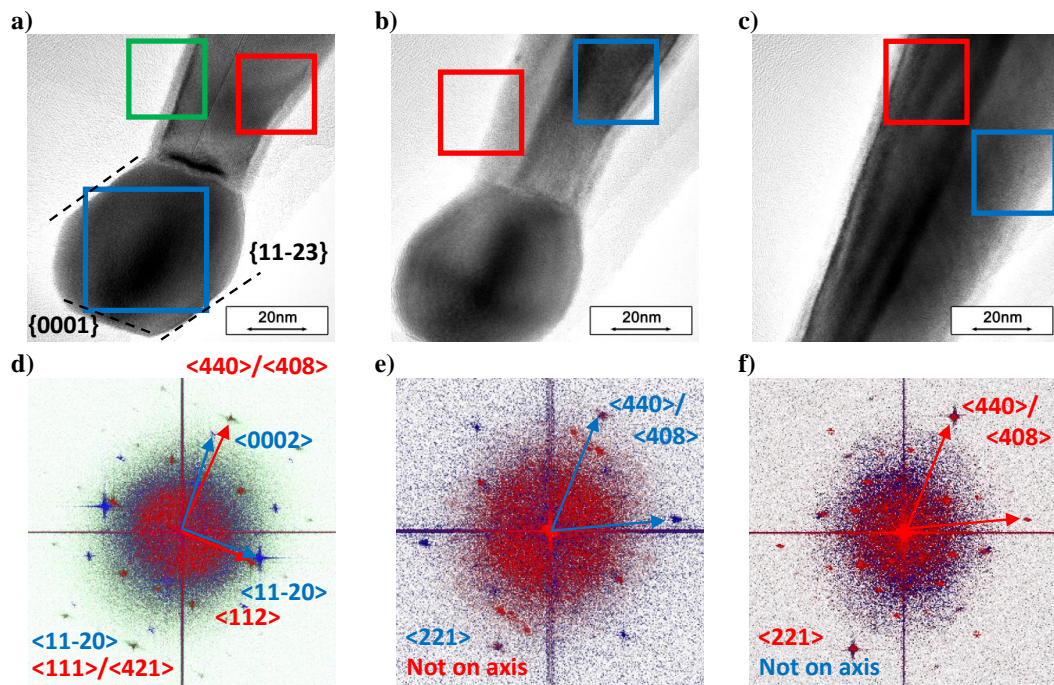 a)
b)
c)
{11-23}
{0001}
20nm
20nm
20nm
d)
e)
f)
<440>/<408>
<0002>
<11-20>
<112>
<11-20>
<111>/<421>
<440>/
<408>
<221>
Not on axis
<440>/
<408>
<221>
Not on axis